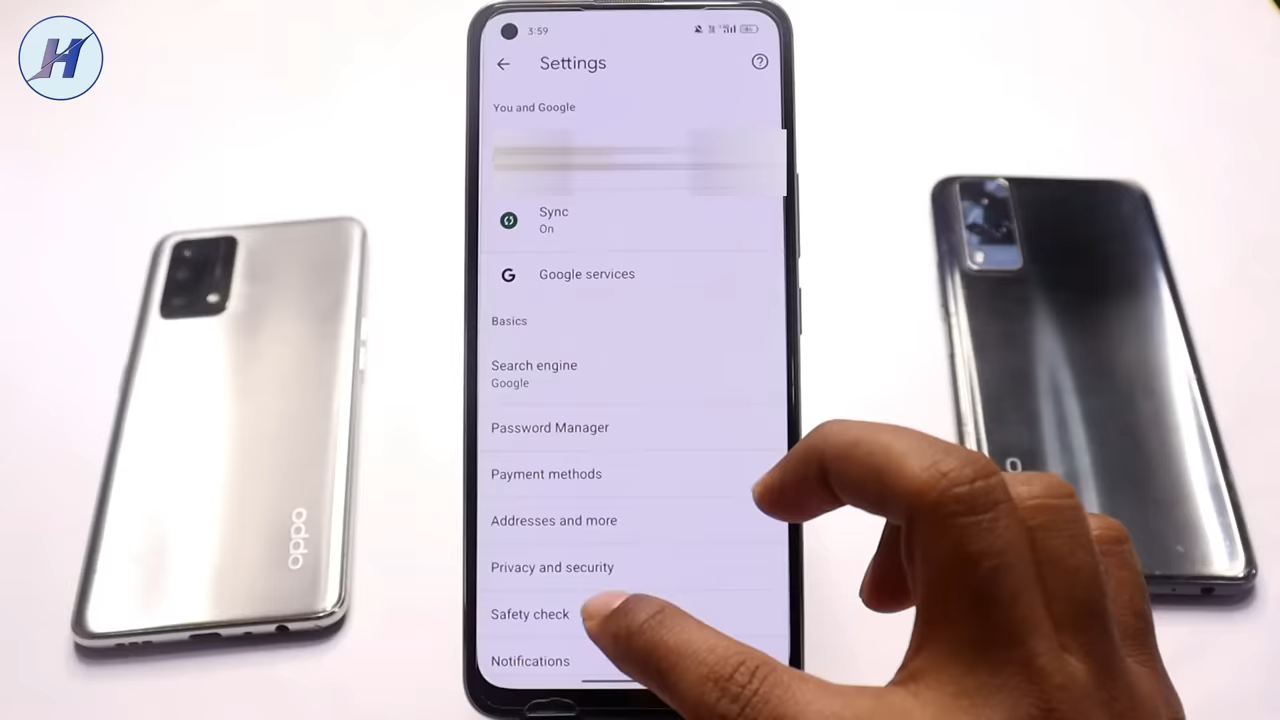 H
3:59
Settings
You and Google
Sync
On
G
Google services
Basics
Search engine
Google
Password Manager
Payment methods
Addresses and more
Privacy and security
Safety check
Notifications
oppo